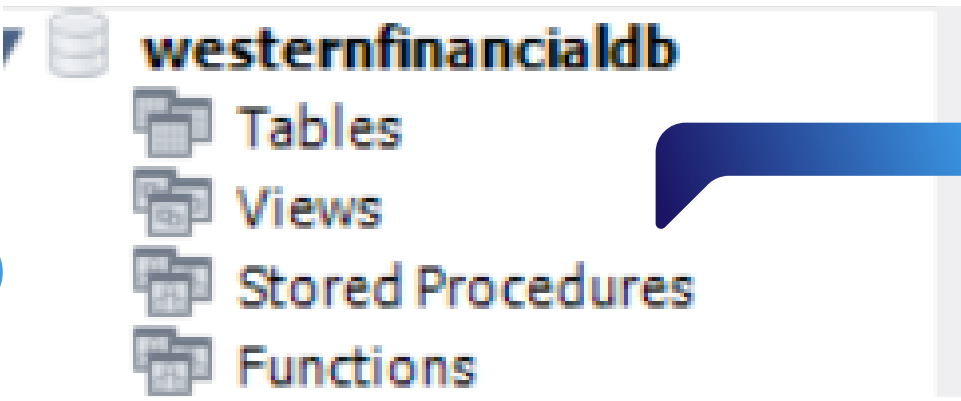 westernfinancialdb
Tables
Views
Stored Procedures
Functions